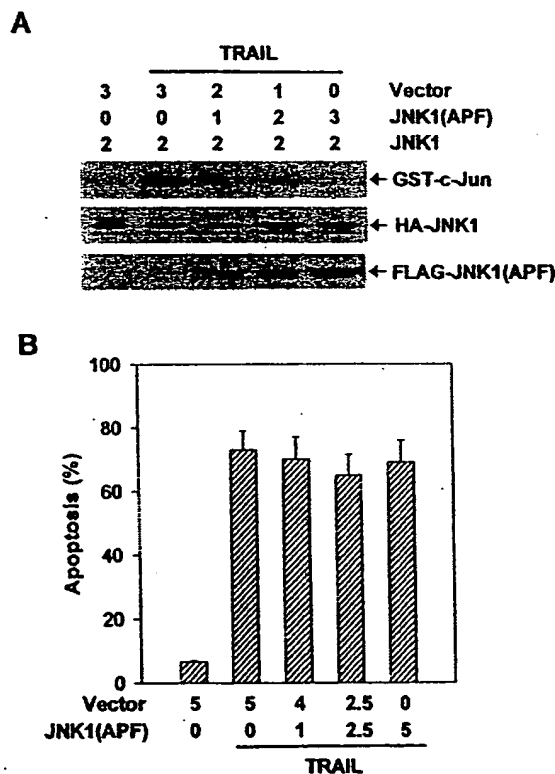 A
TRAIL
3 3 2 1 0 Vector
0 0 1 2 3 JNK1(APF)
2 2 2 2 2 JNK1
← GST-c-Jun
← HA-JNK1
← FLAG-JNK1(APF)
B
100
80
60
40
20
0
Apoptosis (%)
Vector 5 5 4 2.5 0
JNK1(APF) 0 0 1 2.5 5
TRAIL